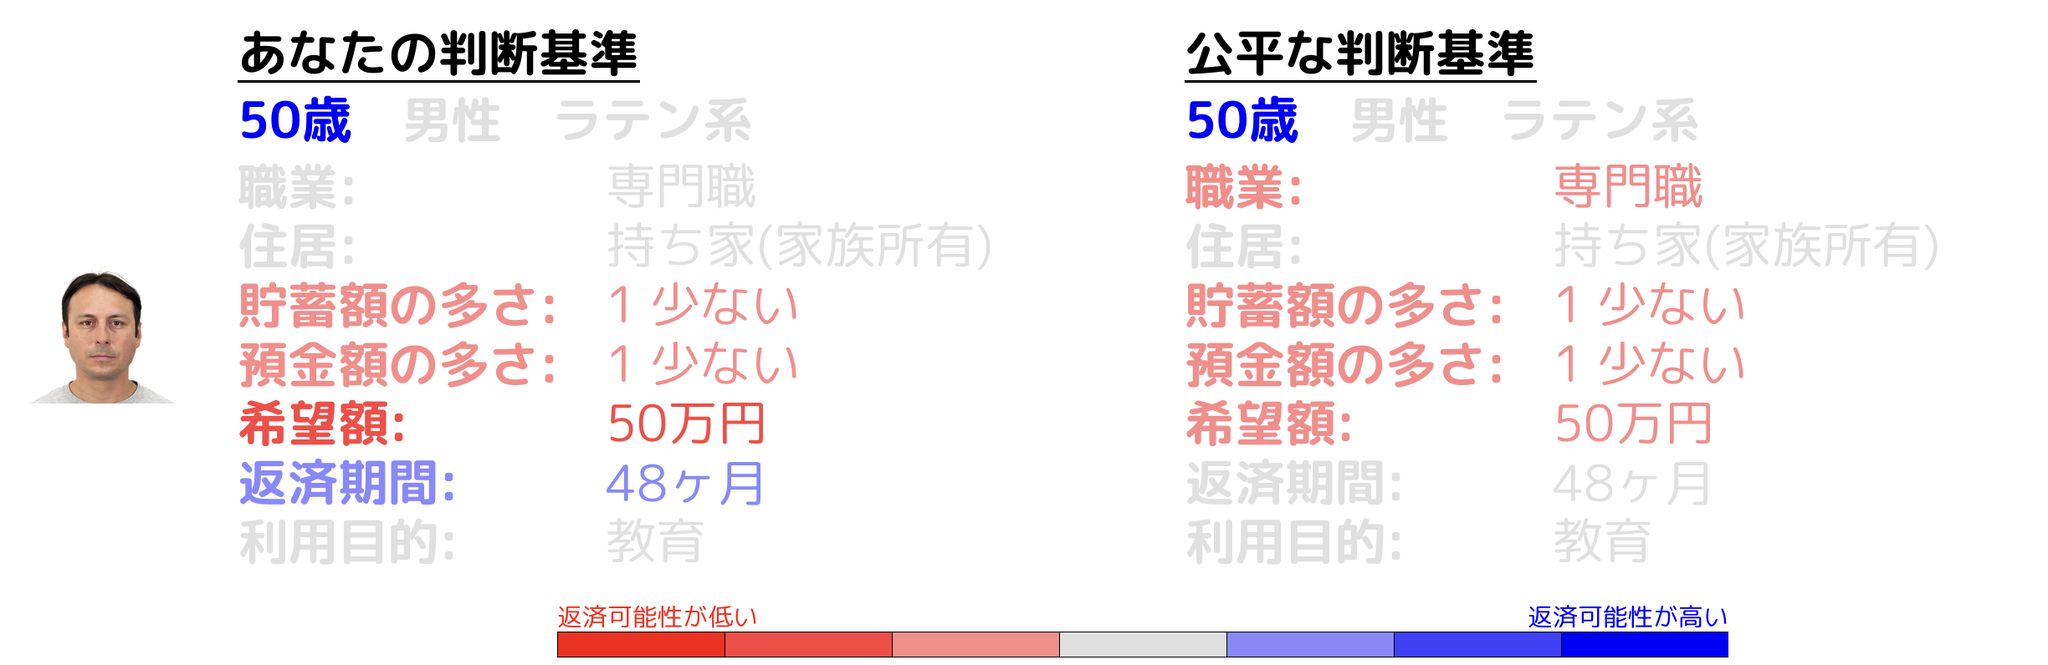 あなたの判断基準
50歳 男性 ラテン系
職業: 専門職
住居: 持ち家(家族所有)
貯蓄額の多さ: 1 少ない
預金額の多さ: 1 少ない
希望額: 50万円
返済期間: 48ヶ月
利用目的: 教育
公平な判断基準
50歳 男性 ラテン系
職業: 専門職
住居: 持ち家(家族所有)
貯蓄額の多さ: 1 少ない
預金額の多さ: 1 少ない
希望額: 50万円
返済期間: 48ヶ月
利用目的: 教育
返済可能性が低い
返済可能性が高い